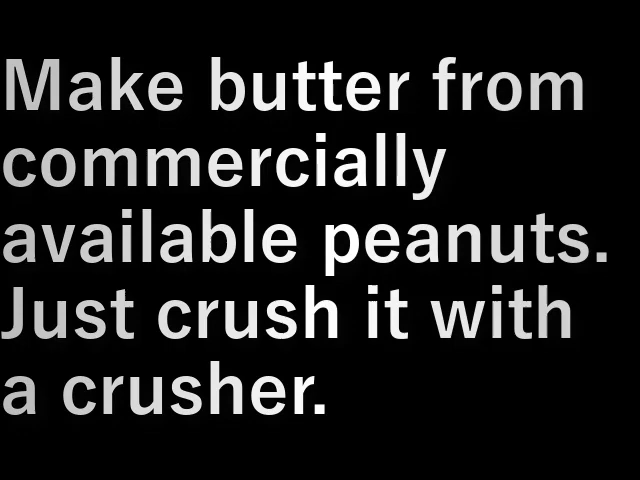 Make butter from
commercially
available peanuts.
Just crush it with
a crusher.